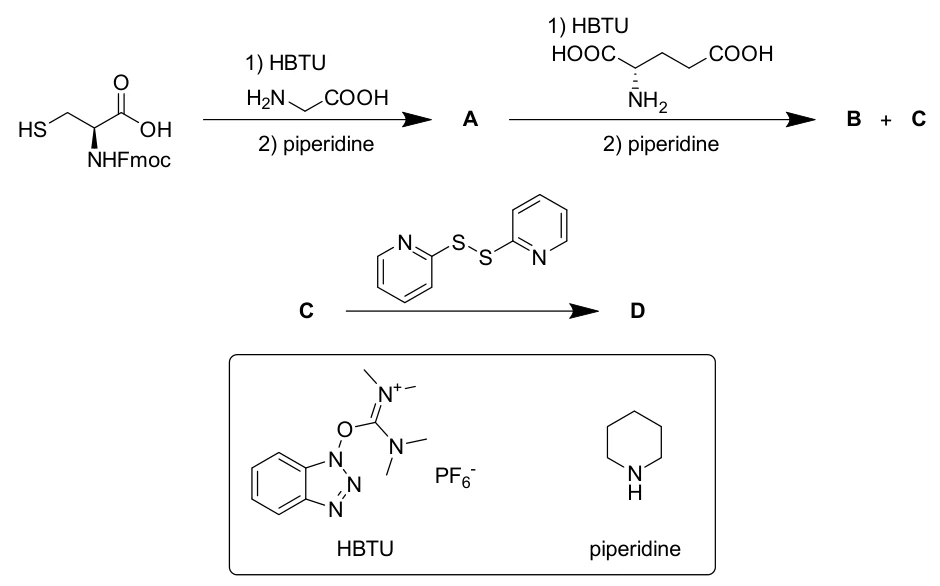 1) HBTU
H₂N COOH
2) piperidine
O
HS OH
NHFmoc
A
1) HBTU
HOOC COOH
NH₂
2) piperidine
B + C
N S S N
C
D
N⁺
O
N
N
N
N
PF₆⁻
HBTU
N
H
piperidine